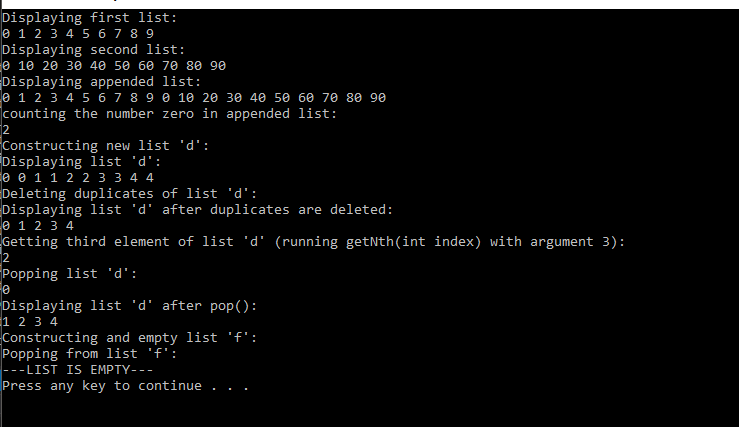 Displaying first list:
0 1 2 3 4 5 6 7 8 9
Displaying second list:
0 10 20 30 40 50 60 70 80 90
Displaying appended list:
0 1 2 3 4 5 6 7 8 9 0 10 20 30 40 50 60 70 80 90
counting the number zero in appended list:
2
Constructing new list 'd':
Displaying list 'd':
0 0 1 1 2 2 3 3 4 4
Deleting duplicates of list 'd':
Displaying list 'd' after duplicates are deleted:
0 1 2 3 4
Getting third element of list 'd' (running getNth(int index) with argument 3):
2
Popping list 'd':
0
Displaying list 'd' after pop():
1 2 3 4
Constructing and empty list 'f':
Popping from list 'f':
---LIST IS EMPTY---
Press any key to continue . . .